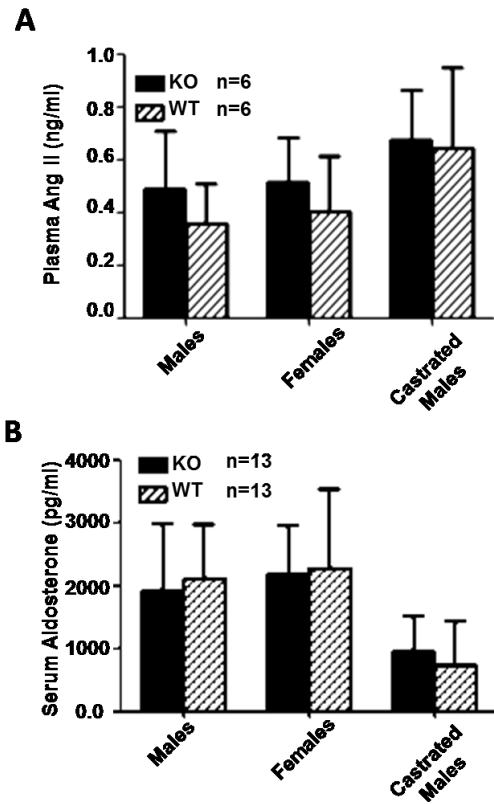 A
Plasma Ang II (ng/ml)
1.0
0.8
0.6
0.4
0.2
0.0
KO n=6
WT n=6
Males
Females
Castrated
Males
B
Serum Aldosterone (pg/ml)
4000
3000
2000
1000
0.0
KO n=13
WT n=13
Males
Females
Castrated
Males